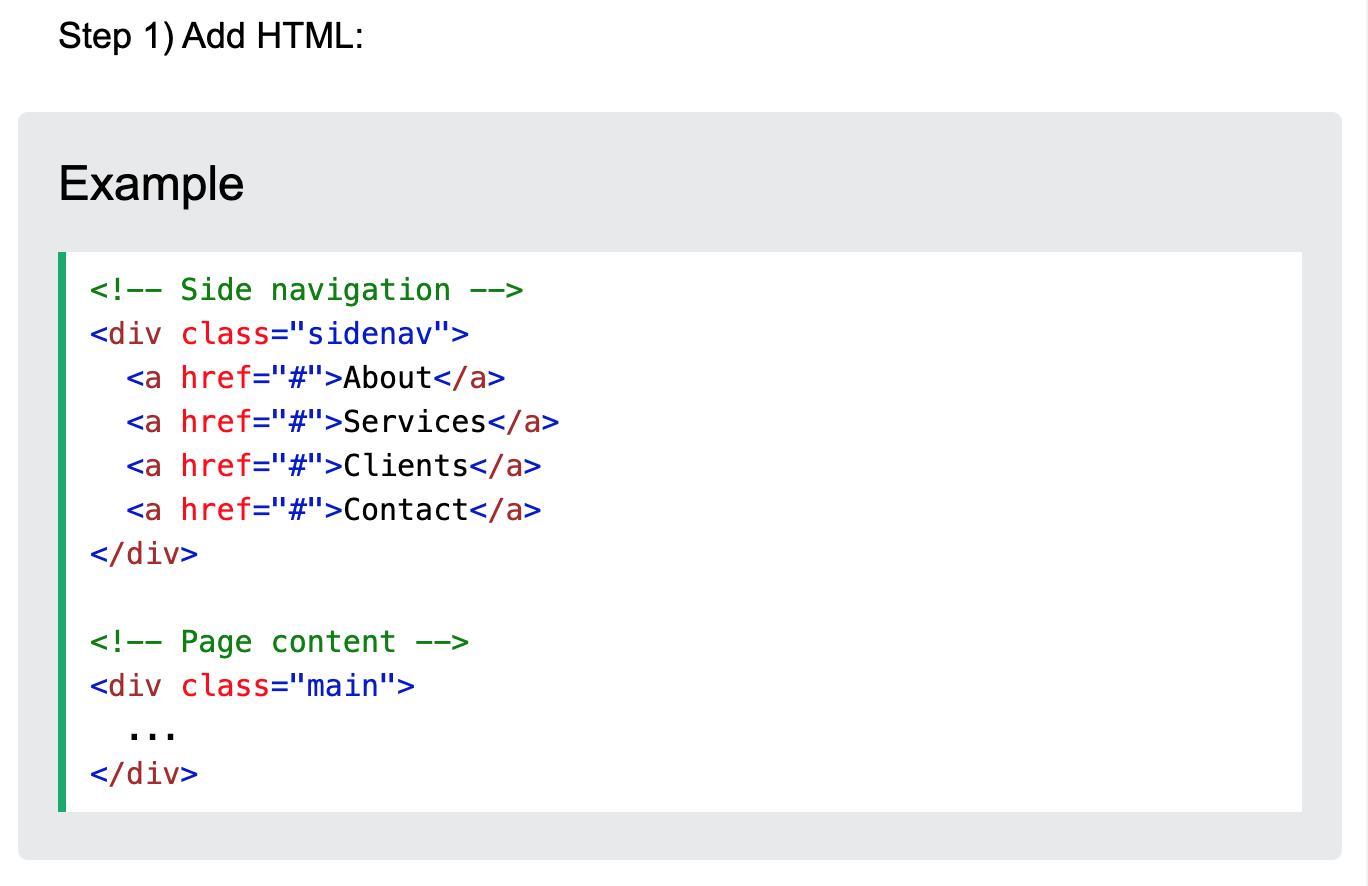 Step 1) Add HTML:
Example
<!-- Side navigation -->
<div class="sidenav">
  <a href="#">About</a>
  <a href="#">Services</a>
  <a href="#">Clients</a>
  <a href="#">Contact</a>
</div>

<!-- Page content -->
<div class="main">
  ...
</div>